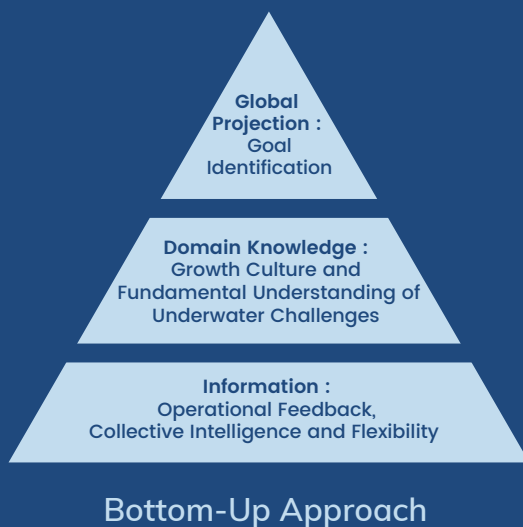 Global
Projection :
Goal
Identification
Domain Knowledge :
Growth Culture and
Fundamental Understanding of
Underwater Challenges
Information :
Operational Feedback,
Collective Intelligence and Flexibility
Bottom-Up Approach